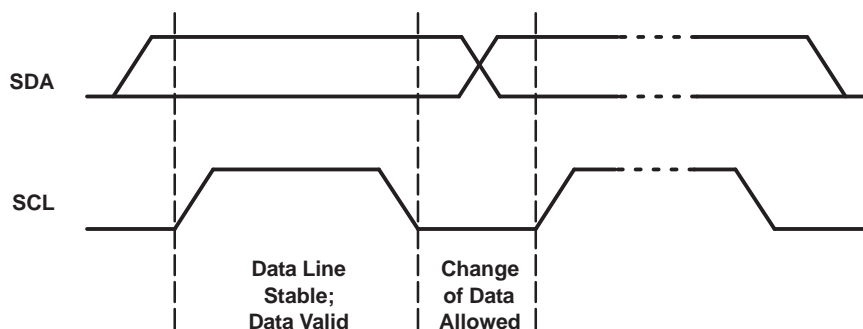 SDA
SCL
Data Line
Stable;
Data Valid
Change
of Data
Allowed